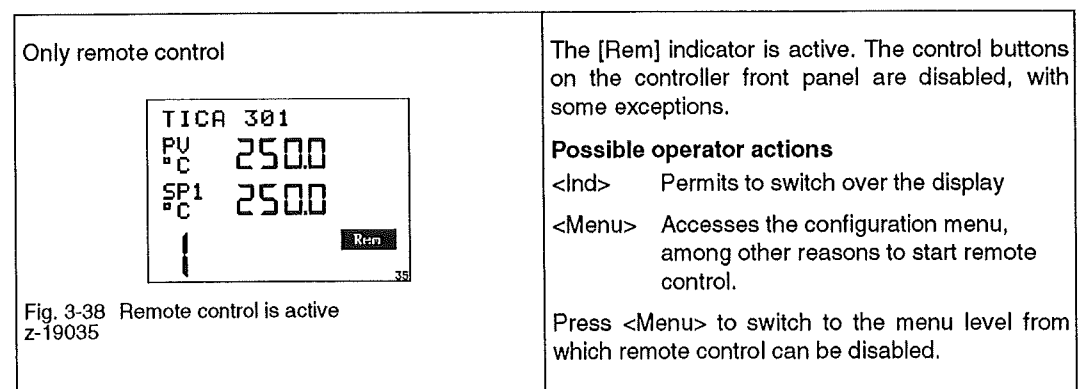 Only remote control
TICA 301
PV
°C 250.0
SP1
°C 250.0
1
Rem
35
Fig. 3-38 Remote control is active
z-19035
The [Rem] indicator is active. The control buttons
on the controller front panel are disabled, with
some exceptions.
Possible operator actions
<Ind> Permits to switch over the display
<Menu> Accesses the configuration menu,
among other reasons to start remote
control.
Press <Menu> to switch to the menu level from
which remote control can be disabled.